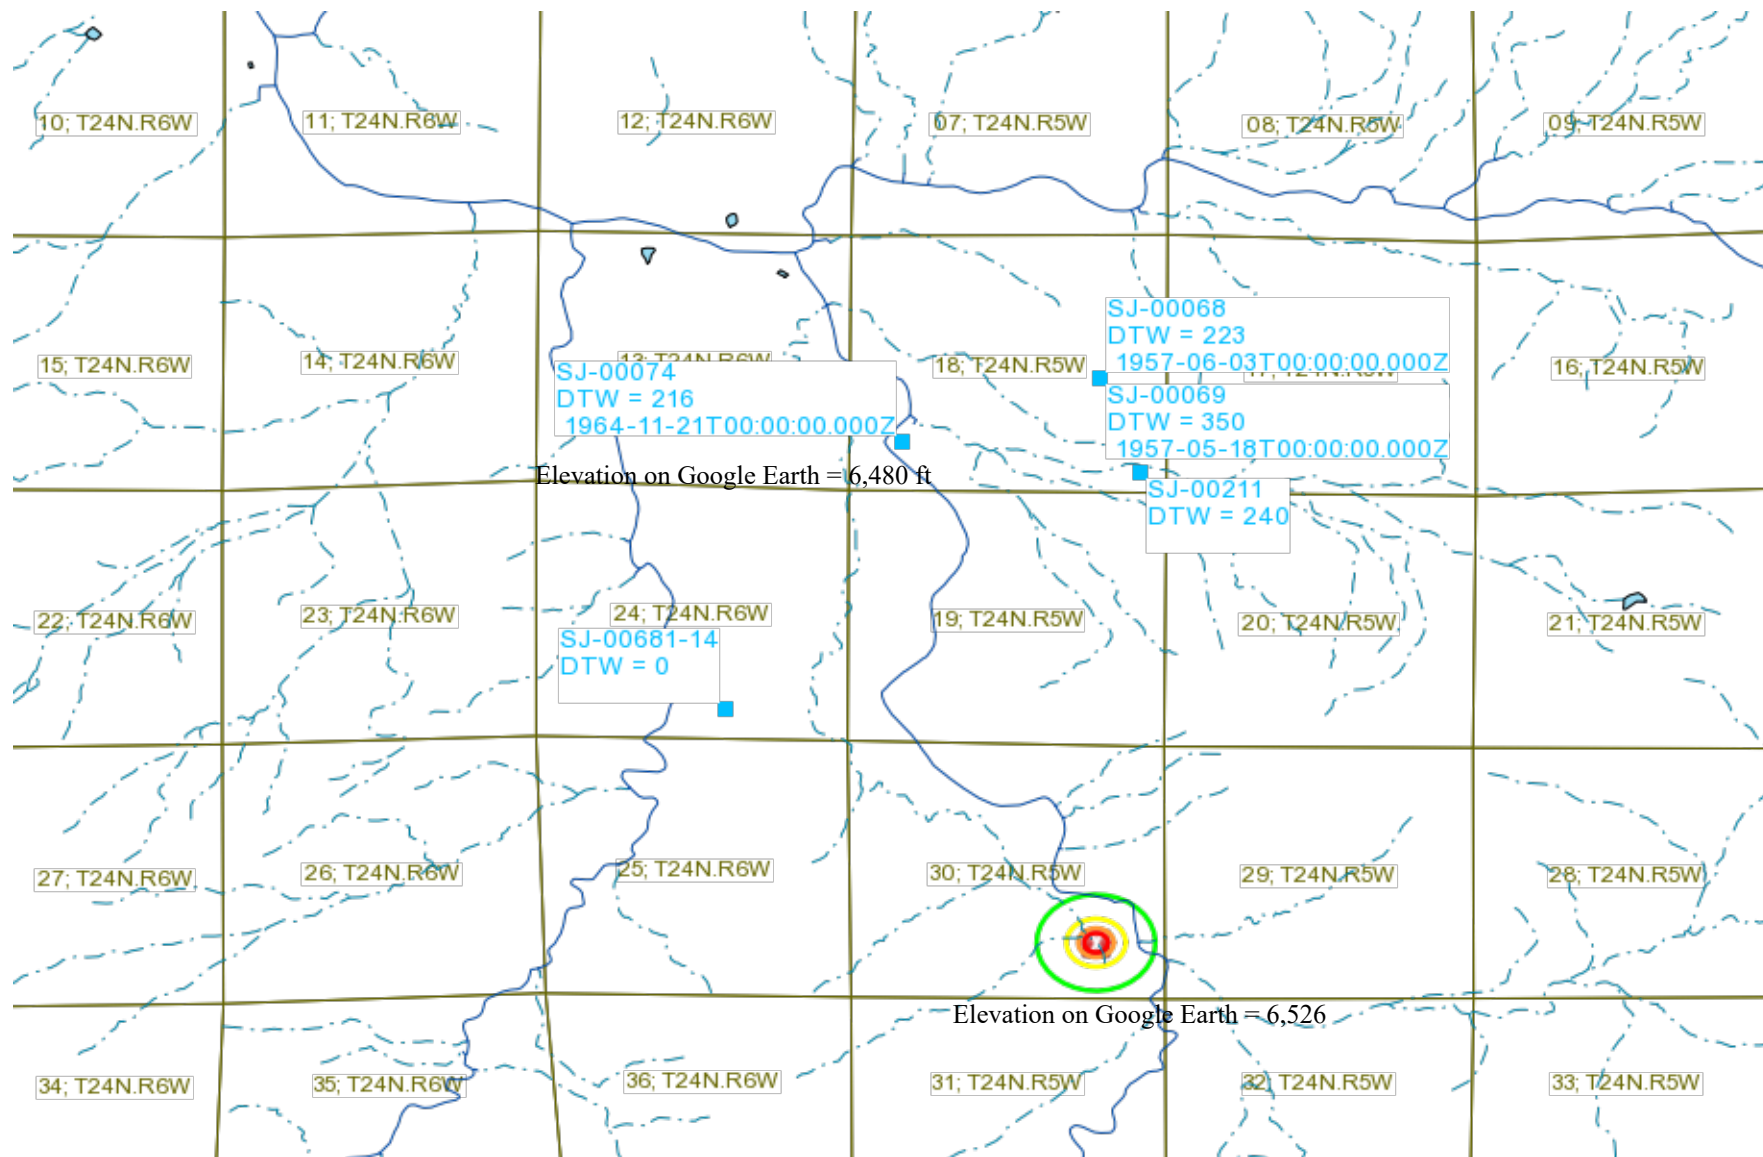 10; T24N.R6W
11; T24N.R6W
12; T24N.R6W
07; T24N.R5W
08; T24N.R5W
09; T24N.R5W
SJ-00068
DTW = 223
1957-06-03T00:00:00.000Z
15; T24N.R6W
14; T24N.R6W
13; T24N.R6W
18; T24N.R5W
17; T24N.R5W
16; T24N.R5W
SJ-00074
DTW = 216
1964-11-21T00:00:00.000Z
SJ-00069
DTW = 350
1957-05-18T00:00:00.000Z
Elevation on Google Earth = 6,480 ft
SJ-00211
DTW = 240
22; T24N.R6W
23; T24N.R6W
24; T24N.R6W
19; T24N.R5W
20; T24N.R5W
21; T24N.R5W
SJ-00681-14
DTW = 0
27; T24N.R6W
26; T24N.R6W
25; T24N.R6W
30; T24N.R5W
29; T24N.R5W
28; T24N.R5W
Elevation on Google Earth = 6,526
34; T24N.R6W
35; T24N.R6W
36; T24N.R6W
31; T24N.R5W
32; T24N.R5W
33; T24N.R5W